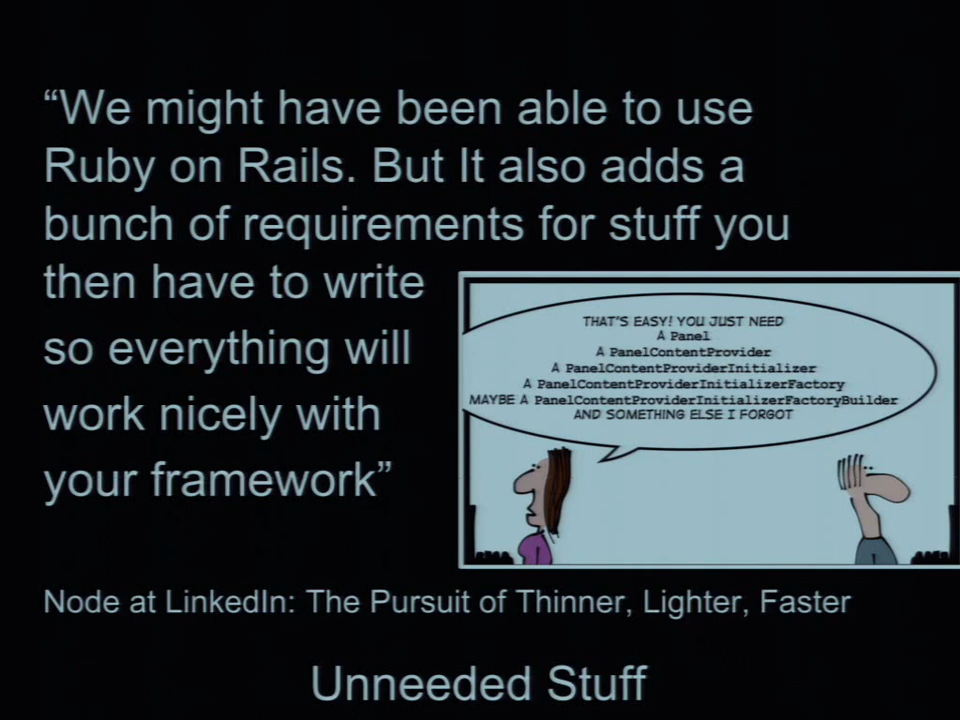 “We might have been able to use
Ruby on Rails. But It also adds a
bunch of requirements for stuff you
then have to write
so everything will
work nicely with
your framework”
THAT'S EASY! YOU JUST NEED
A Panel
A PanelContentProvider
A PanelContentProviderInitializer
A PanelContentProviderInitializerFactory
MAYBE A PanelContentProviderInitializerFactoryBuilder
AND SOMETHING ELSE I FORGOT
Node at LinkedIn: The Pursuit of Thinner, Lighter, Faster
Unneeded Stuff